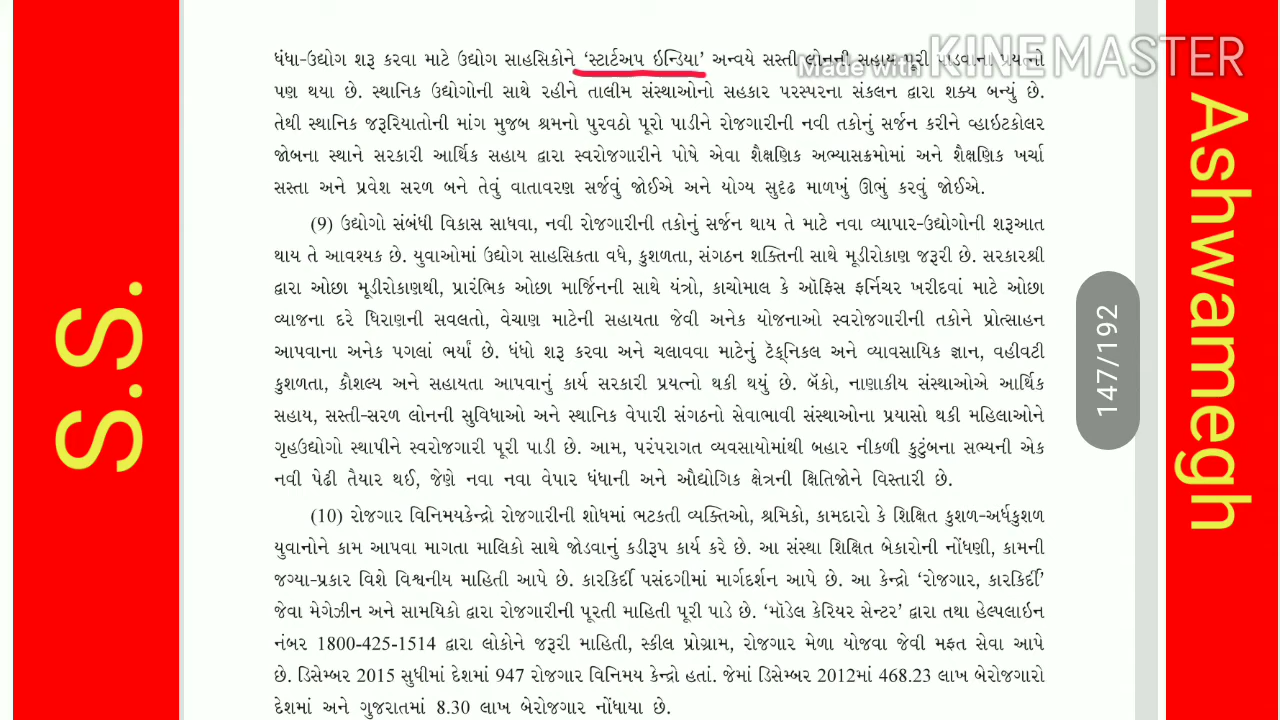 S.S.
ધંધા-ઉદ્યોગ શરૂ કરવા માટે ઉદ્યોગ સાહસિકોને ‘સ્ટાર્ટઅપ ઇન્ડિયા’ અન્વયે સસ્તી લોનની સહાય પૂરી પાડવાના પ્રયત્નો
પણ થયા છે. સ્થાનિક ઉદ્યોગોની સાથે રહીને તાલીમ સંસ્થાઓનો સહકાર પરસ્પરના સંકલન દ્વારા શક્ય બન્યું છે.
તેથી સ્થાનિક જરૂરિયાતોની માંગ મુજબ શ્રમનો પુરવઠો પૂરો પાડીને રોજગારીની નવી તકોનું સર્જન કરીને વ્હાઇટકોલર
જોબના સ્થાને સરકારી આર્થિક સહાય દ્વારા સ્વરોજગારીને પોષે એવા શૈક્ષણિક અભ્યાસક્રમોમાં અને શૈક્ષણિક ખર્ચા
સસ્તા અને પ્રવેશ સરળ બને તેવું વાતાવરણ સર્જવું જોઈએ અને યોગ્ય સુદૃઢ માળખું ઊભું કરવું જોઈએ.
(9) ઉદ્યોગો સંબંધી વિકાસ સાધવા, નવી રોજગારીની તકોનું સર્જન થાય તે માટે નવા વ્યાપાર-ઉદ્યોગોની શરૂઆત
થાય તે આવશ્યક છે. યુવાઓમાં ઉદ્યોગ સાહસિકતા વધે, કુશળતા, સંગઠન શક્તિની સાથે મૂડીરોકાણ જરૂરી છે. સરકારશ્રી
દ્વારા ઓછા મૂડીરોકાણથી, પ્રારંભિક ઓછા માર્જિનની સાથે યંત્રો, કાચોમાલ કે ઑફિસ ફર્નિચર ખરીદવાં માટે ઓછા
વ્યાજના દરે ધિરાણની સવલતો, વેચાણ માટેની સહાયતા જેવી અનેક યોજનાઓ સ્વરોજગારીની તકોને પ્રોત્સાહન
આપવાના અનેક પગલાં ભર્યાં છે. ધંધો શરૂ કરવા અને ચલાવવા માટેનું ટૅક્નિકલ અને વ્યાવસાયિક જ્ઞાન, વહીવટી
કુશળતા, કૌશલ્ય અને સહાયતા આપવાનું કાર્ય સરકારી પ્રયત્નો થકી થયું છે. બૅંકો, નાણાકીય સંસ્થાઓએ આર્થિક
સહાય, સસ્તી-સરળ લોનની સુવિધાઓ અને સ્થાનિક વેપારી સંગઠનો સેવાભાવી સંસ્થાઓના પ્રયાસો થકી મહિલાઓને
ગૃહઉદ્યોગો સ્થાપીને સ્વરોજગારી પૂરી પાડી છે. આમ, પરંપરાગત વ્યવસાયોમાંથી બહાર નીકળી કુટુંબના સભ્યની એક
નવી પેઢી તૈયાર થઈ, જેણે નવા નવા વેપાર ધંધાની અને ઔદ્યોગિક ક્ષેત્રની ક્ષિતિજોને વિસ્તારી છે.
(10) રોજગાર વિનિમયકેન્દ્રો રોજગારીની શોધમાં ભટકતી વ્યક્તિઓ, શ્રમિકો, કામદારો કે શિક્ષિત કુશળ-અર્ધકુશળ
યુવાનોને કામ આપવા માગતા માલિકો સાથે જોડવાનું કડીરૂપ કાર્ય કરે છે. આ સંસ્થા શિક્ષિત બેકારોની નોંધણી, કામની
જગ્યા-પ્રકાર વિશે વિશ્વનીય માહિતી આપે છે. કારકિર્દી પસંદગીમાં માર્ગદર્શન આપે છે. આ કેન્દ્રો ‘રોજગાર, કારકિર્દી’
જેવા મેગેઝીન અને સામયિકો દ્વારા રોજગારીની પૂરતી માહિતી પૂરી પાડે છે. ‘મૉડેલ કેરિયર સેન્ટર’ દ્વારા તથા હેલ્પલાઇન
નંબર 1800-425-1514 દ્વારા લોકોને જરૂરી માહિતી, સ્કીલ પ્રોગ્રામ, રોજગાર મેળા યોજવા જેવી મફત સેવા આપે
છે. ડિસેમ્બર 2015 સુધીમાં દેશમાં 947 રોજગાર વિનિમય કેન્દ્રો હતાં. જેમાં ડિસેમ્બર 2012માં 468.23 લાખ બેરોજગારો
દેશમાં અને ગુજરાતમાં 8.30 લાખ બેરોજગાર નોંધાયા છે.
Made with KINEMASTER
147/192
Ashwamegh